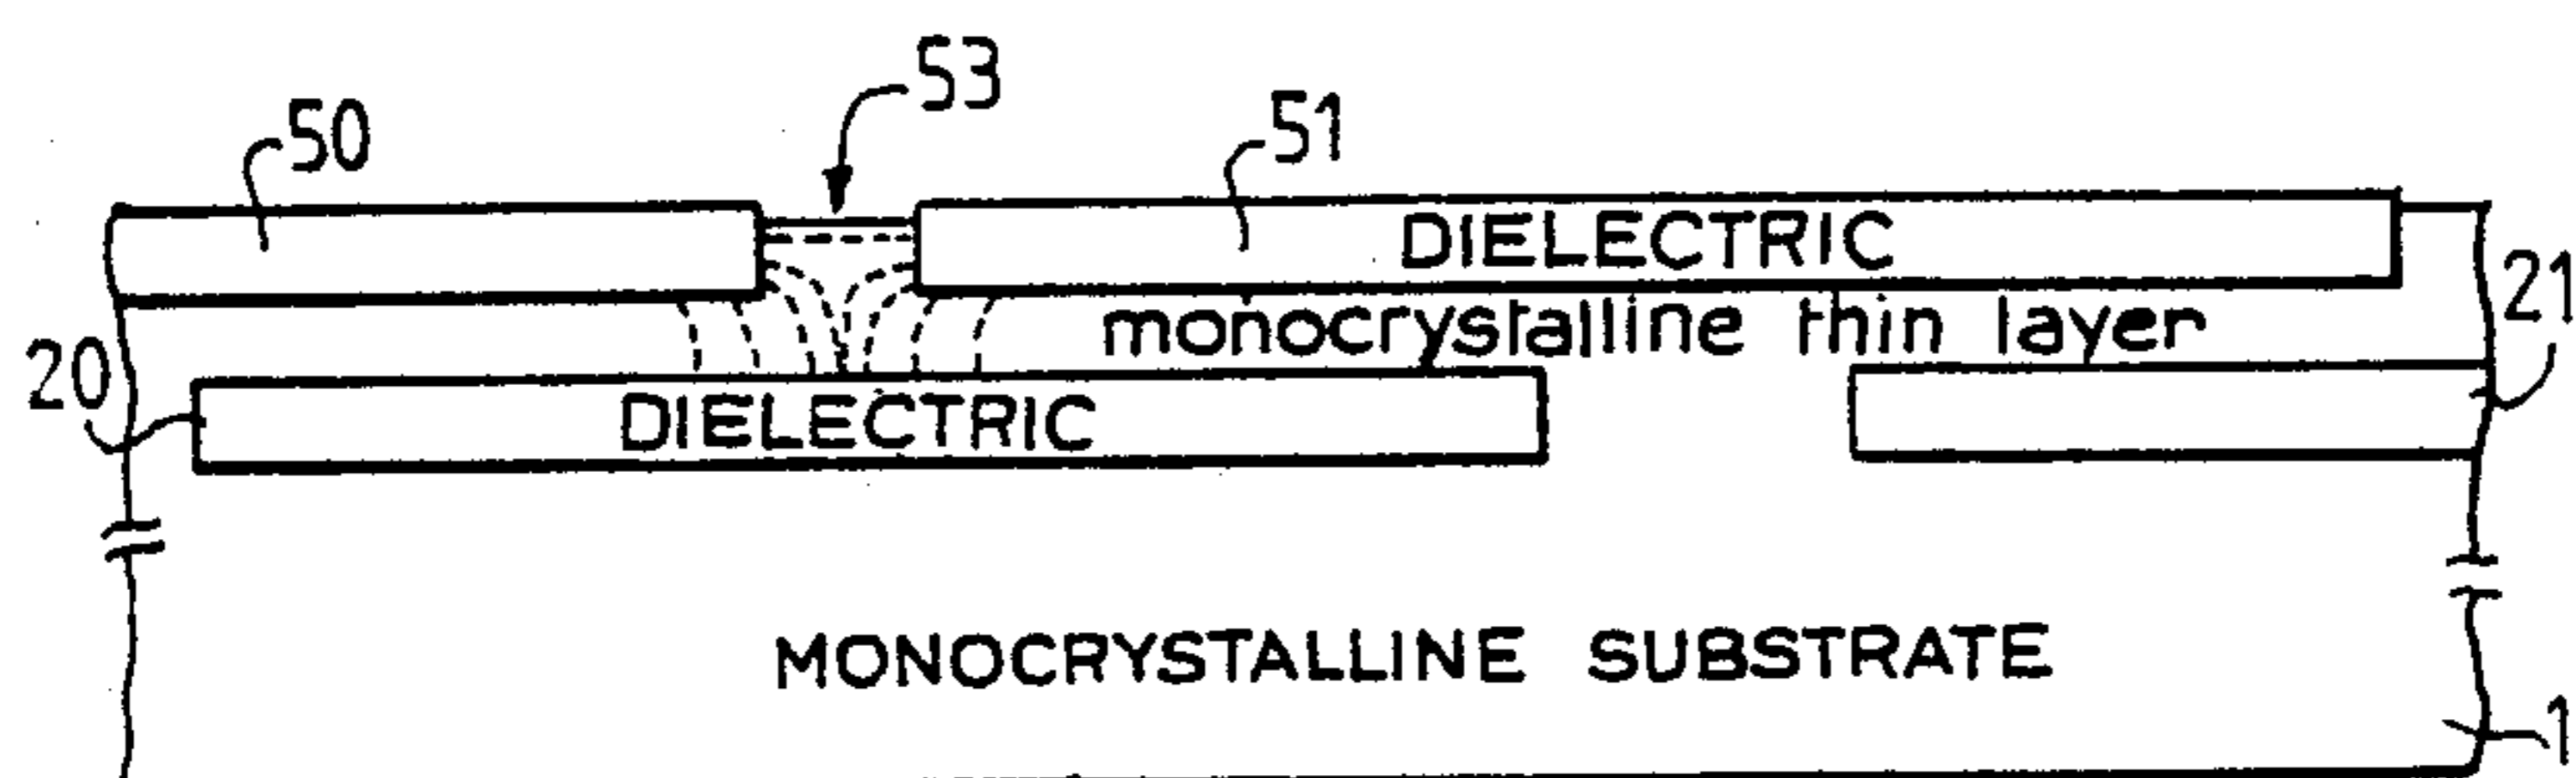 53
50
51
DIELECTRIC
21
monocrystalline thin layer
20
DIELECTRIC
MONOCRYSTALLINE SUBSTRATE
1